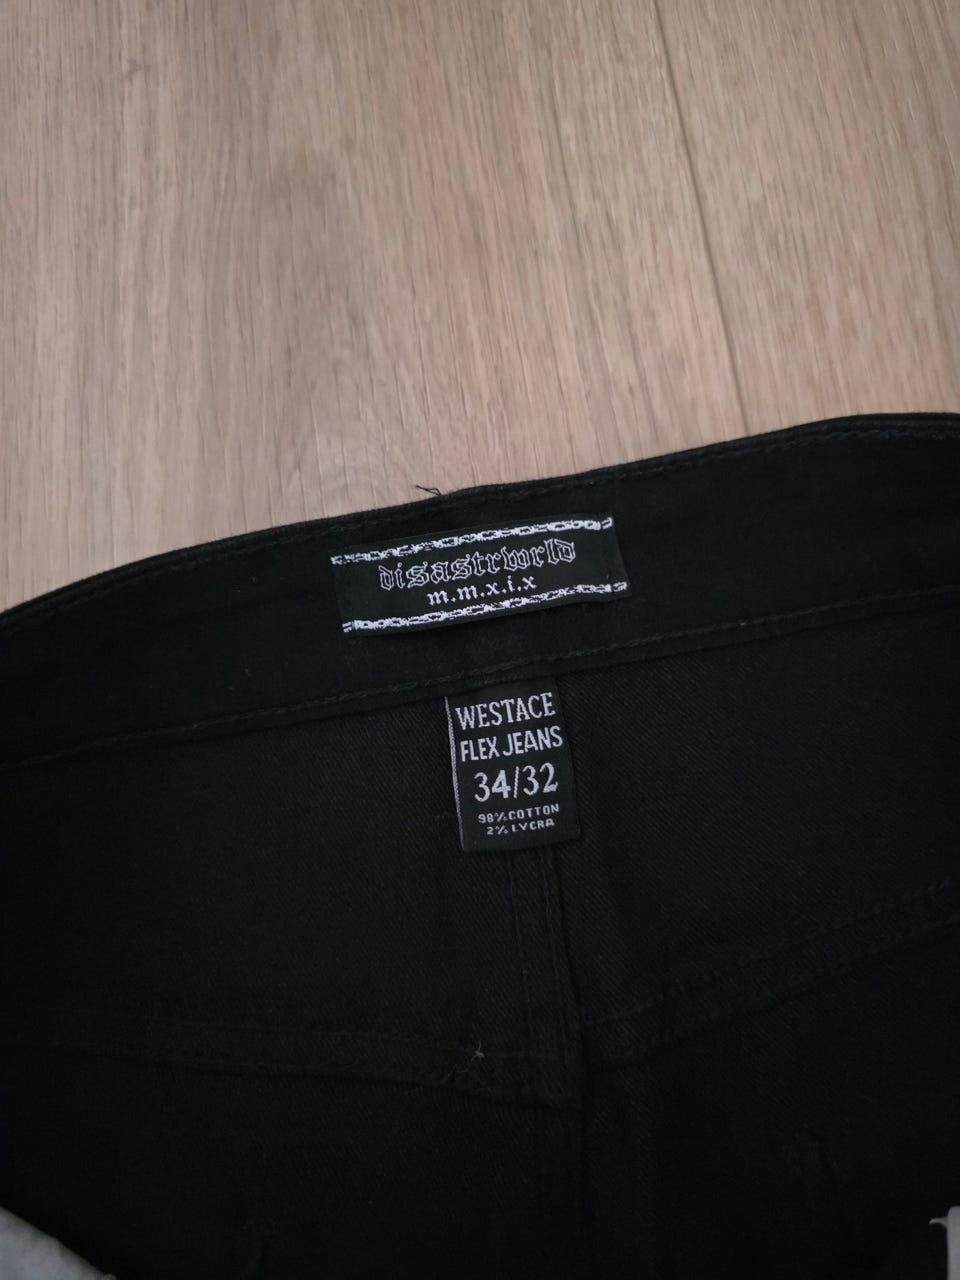 disastrwrld
m.m.x.i.x
WESTACE
FLEX JEANS
34/32
98% COTTON
2% LYCRA